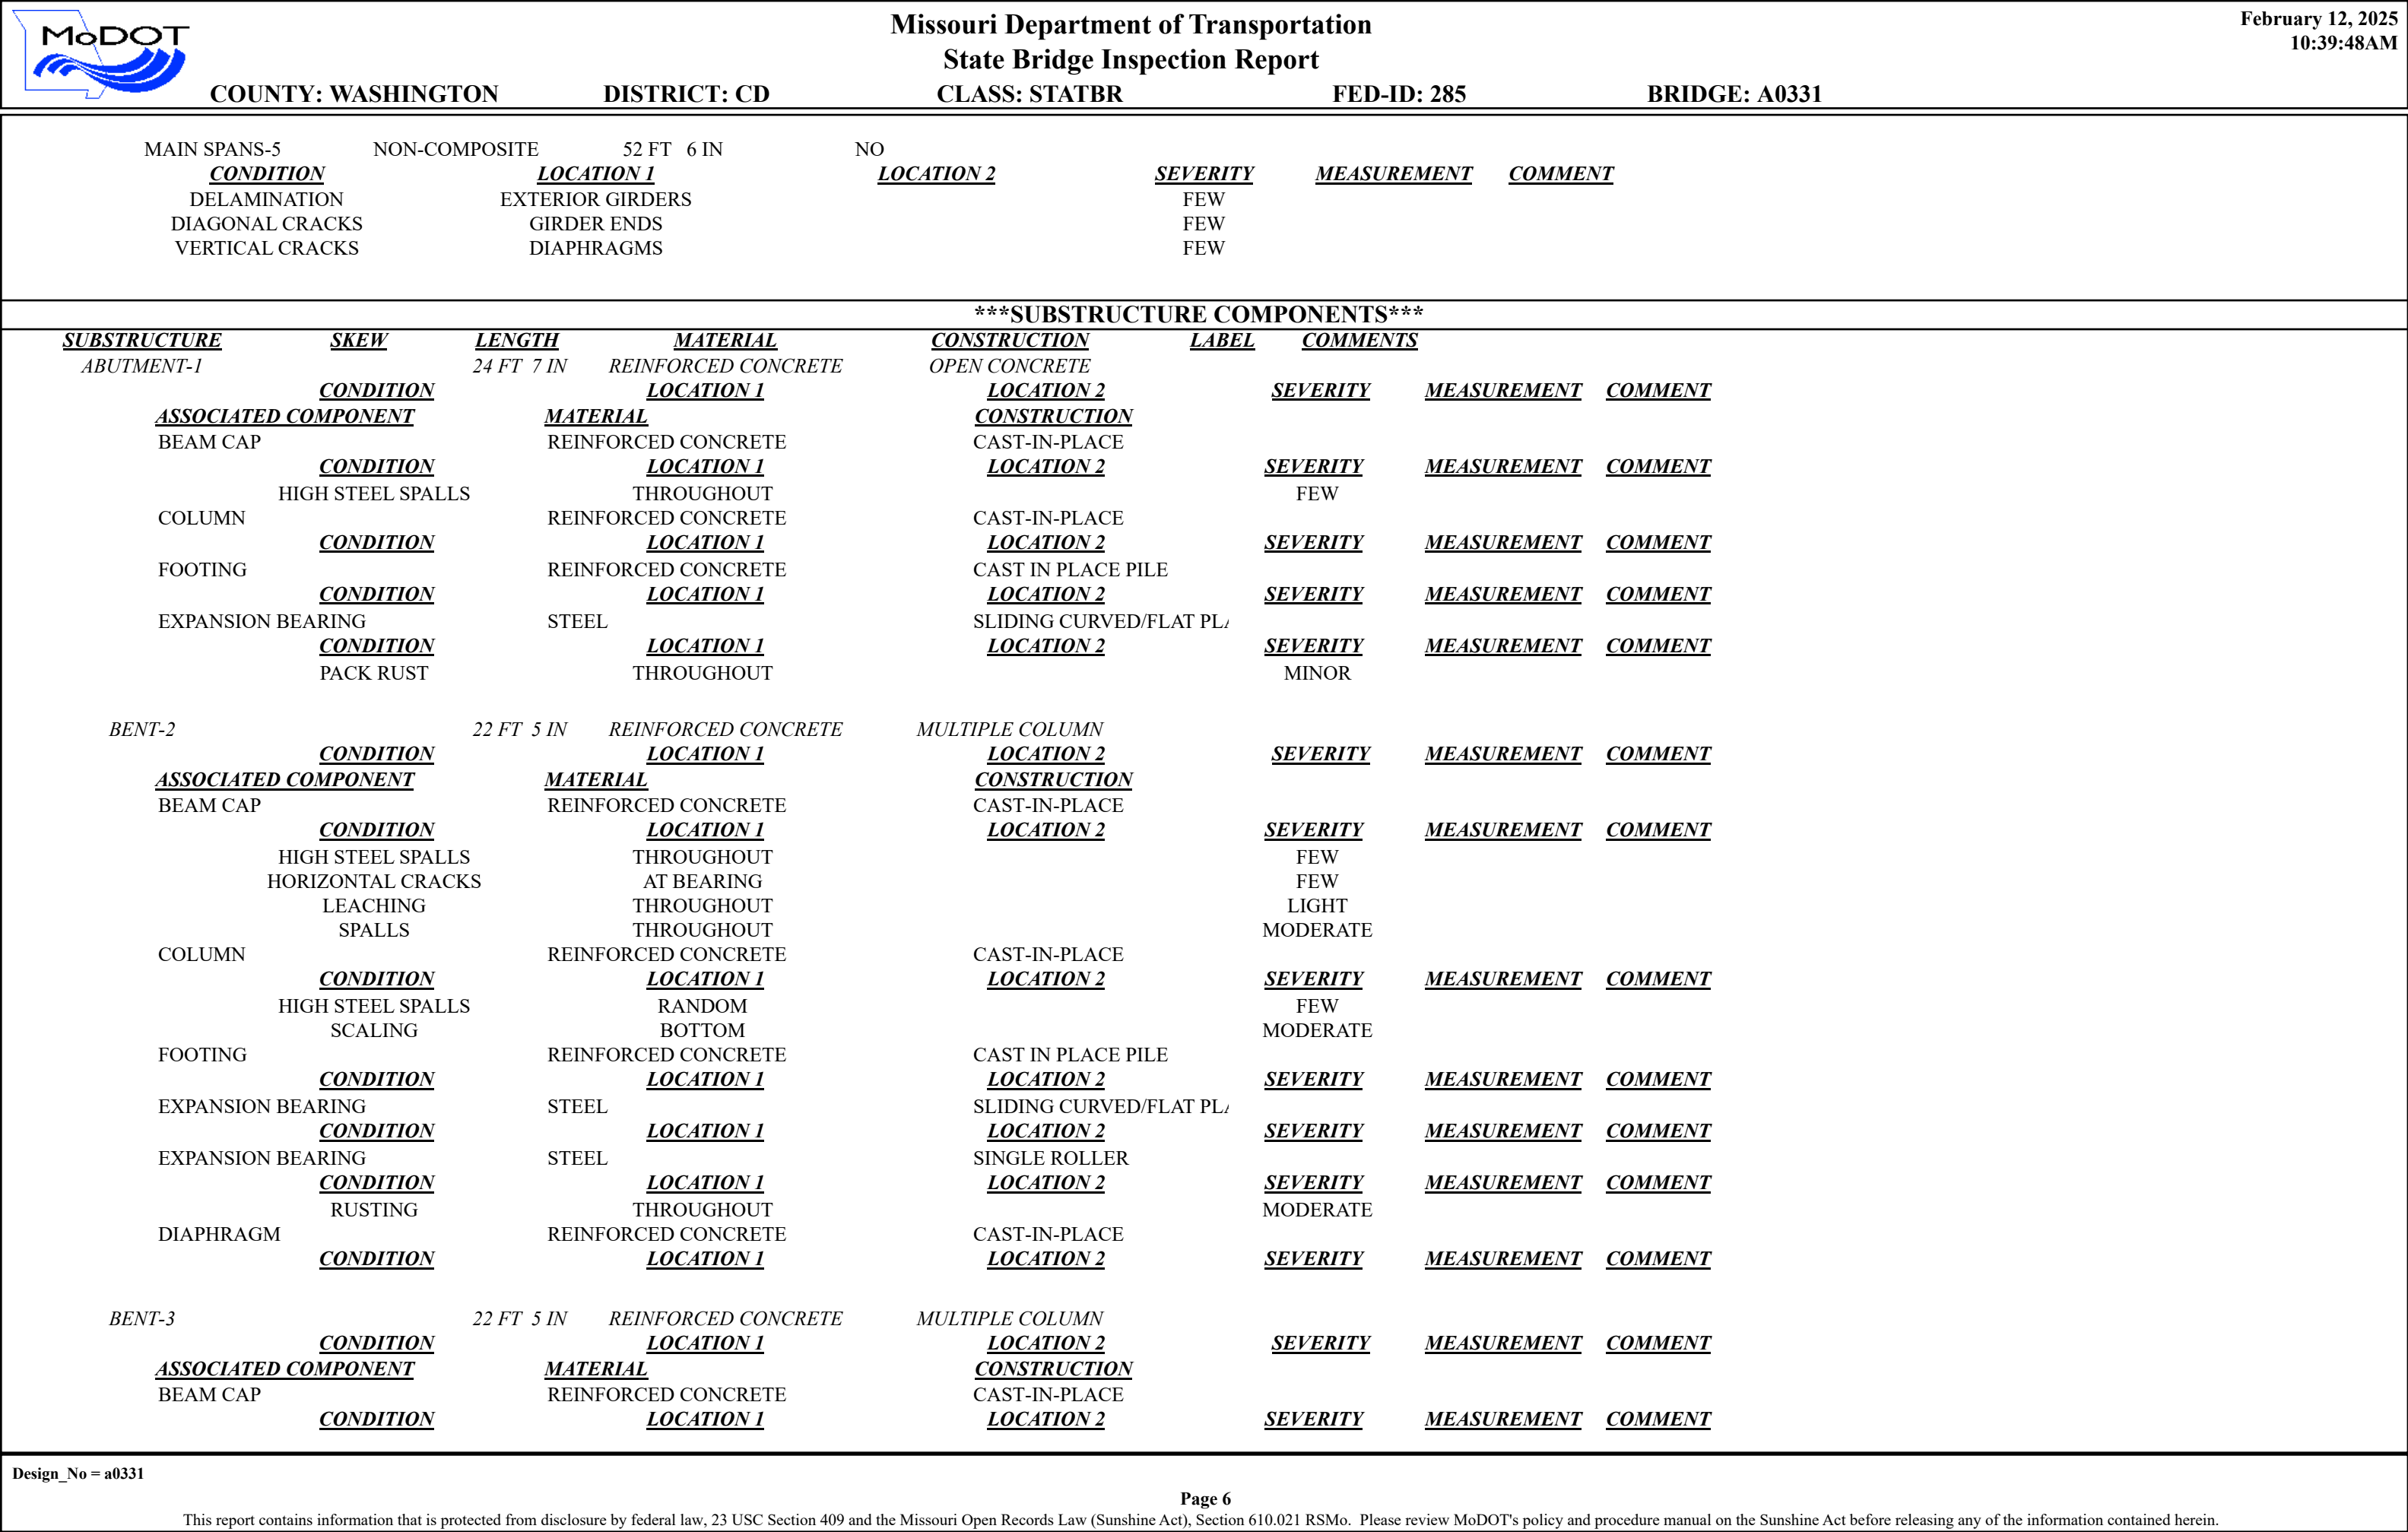 MoDOT
Missouri Department of Transportation
State Bridge Inspection Report
February 12, 2025
10:39:48AM
COUNTY: WASHINGTON DISTRICT: CD CLASS: STATBR FED-ID: 285 BRIDGE: A0331
MAIN SPANS-5 NON-COMPOSITE 52 FT 6 IN NO
CONDITION LOCATION 1 LOCATION 2 SEVERITY MEASUREMENT COMMENT
DELAMINATION EXTERIOR GIRDERS FEW
DIAGONAL CRACKS GIRDER ENDS FEW
VERTICAL CRACKS DIAPHRAGMS FEW
***SUBSTRUCTURE COMPONENTS***
SUBSTRUCTURE SKEW LENGTH MATERIAL CONSTRUCTION LABEL COMMENTS
ABUTMENT-1 24 FT 7 IN REINFORCED CONCRETE OPEN CONCRETE
CONDITION LOCATION 1 LOCATION 2 SEVERITY MEASUREMENT COMMENT
ASSOCIATED COMPONENT MATERIAL CONSTRUCTION
BEAM CAP REINFORCED CONCRETE CAST-IN-PLACE
CONDITION LOCATION 1 LOCATION 2 SEVERITY MEASUREMENT COMMENT
HIGH STEEL SPALLS THROUGHOUT FEW
COLUMN REINFORCED CONCRETE CAST-IN-PLACE
CONDITION LOCATION 1 LOCATION 2 SEVERITY MEASUREMENT COMMENT
FOOTING REINFORCED CONCRETE CAST IN PLACE PILE
CONDITION LOCATION 1 LOCATION 2 SEVERITY MEASUREMENT COMMENT
EXPANSION BEARING STEEL SLIDING CURVED/FLAT PLA
CONDITION LOCATION 1 LOCATION 2 SEVERITY MEASUREMENT COMMENT
PACK RUST THROUGHOUT MINOR
BENT-2 22 FT 5 IN REINFORCED CONCRETE MULTIPLE COLUMN
CONDITION LOCATION 1 LOCATION 2 SEVERITY MEASUREMENT COMMENT
ASSOCIATED COMPONENT MATERIAL CONSTRUCTION
BEAM CAP REINFORCED CONCRETE CAST-IN-PLACE
CONDITION LOCATION 1 LOCATION 2 SEVERITY MEASUREMENT COMMENT
HIGH STEEL SPALLS THROUGHOUT FEW
HORIZONTAL CRACKS AT BEARING FEW
LEACHING THROUGHOUT LIGHT
SPALLS THROUGHOUT MODERATE
COLUMN REINFORCED CONCRETE CAST-IN-PLACE
CONDITION LOCATION 1 LOCATION 2 SEVERITY MEASUREMENT COMMENT
HIGH STEEL SPALLS RANDOM FEW
SCALING BOTTOM MODERATE
FOOTING REINFORCED CONCRETE CAST IN PLACE PILE
CONDITION LOCATION 1 LOCATION 2 SEVERITY MEASUREMENT COMMENT
EXPANSION BEARING STEEL SLIDING CURVED/FLAT PLA
CONDITION LOCATION 1 LOCATION 2 SEVERITY MEASUREMENT COMMENT
EXPANSION BEARING STEEL SINGLE ROLLER
CONDITION LOCATION 1 LOCATION 2 SEVERITY MEASUREMENT COMMENT
RUSTING THROUGHOUT MODERATE
DIAPHRAGM REINFORCED CONCRETE CAST-IN-PLACE
CONDITION LOCATION 1 LOCATION 2 SEVERITY MEASUREMENT COMMENT
BENT-3 22 FT 5 IN REINFORCED CONCRETE MULTIPLE COLUMN
CONDITION LOCATION 1 LOCATION 2 SEVERITY MEASUREMENT COMMENT
ASSOCIATED COMPONENT MATERIAL CONSTRUCTION
BEAM CAP REINFORCED CONCRETE CAST-IN-PLACE
CONDITION LOCATION 1 LOCATION 2 SEVERITY MEASUREMENT COMMENT
Design_No = a0331
Page 6
This report contains information that is protected from disclosure by federal law, 23 USC Section 409 and the Missouri Open Records Law (Sunshine Act), Section 610.021 RSMo. Please review MoDOT's policy and procedure manual on the Sunshine Act before releasing any of the information contained herein.